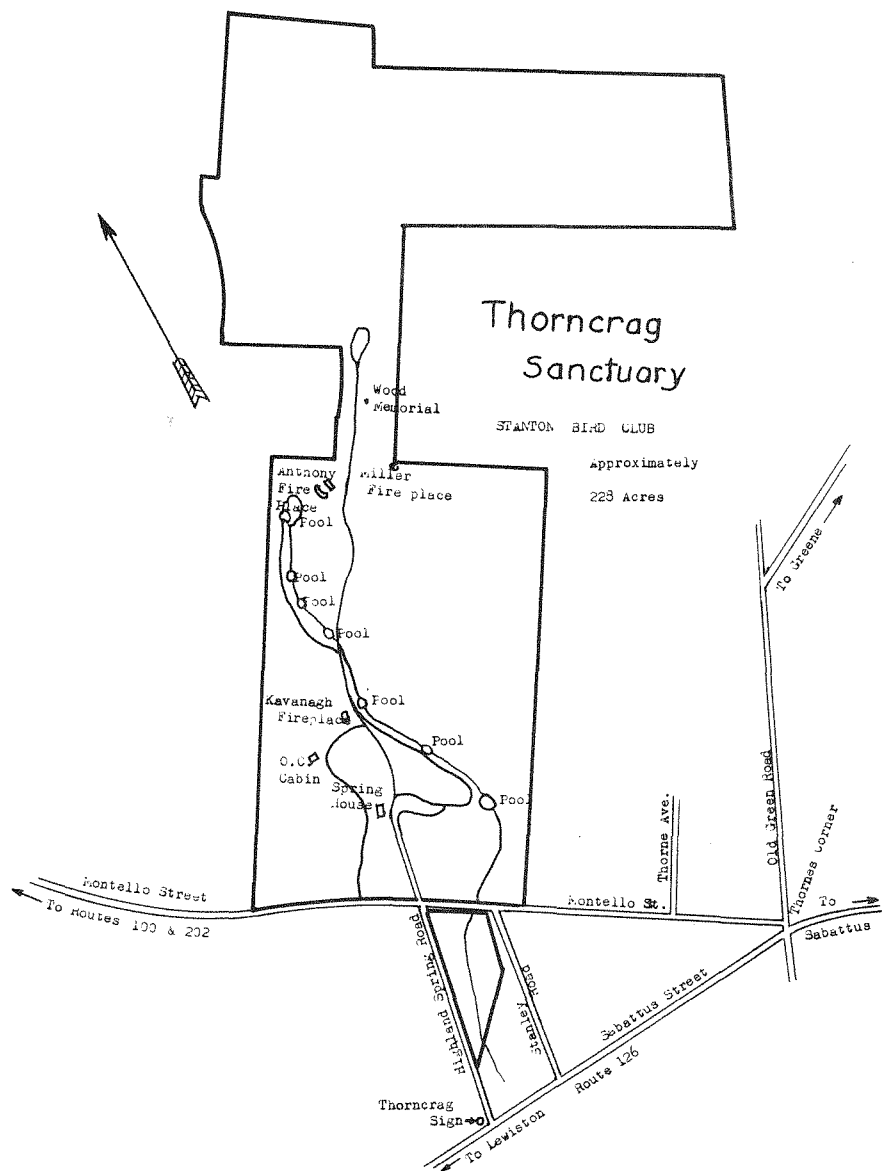 Thorncrag
Sanctuary
STANTON BIRD CLUB
Approximately
228 Acres
Wood
Memorial
Anthony
Fire
Place
Miller
Fire place
Pool
Pool
Pool
Pool
Pool
Kavanagh
Fireplace
Pool
O.C.
Cabin
Spring
House
Pool
To Greene
Old Green Road
Thorne Ave.
Thornes Corner
Montello Street
To Routes 100 & 202
Montello St.
To
Sabattus
Highland Spring Road
Stanley
Road
Sabattus Street
Route 126
Thorncrag
Sign
To Lewiston